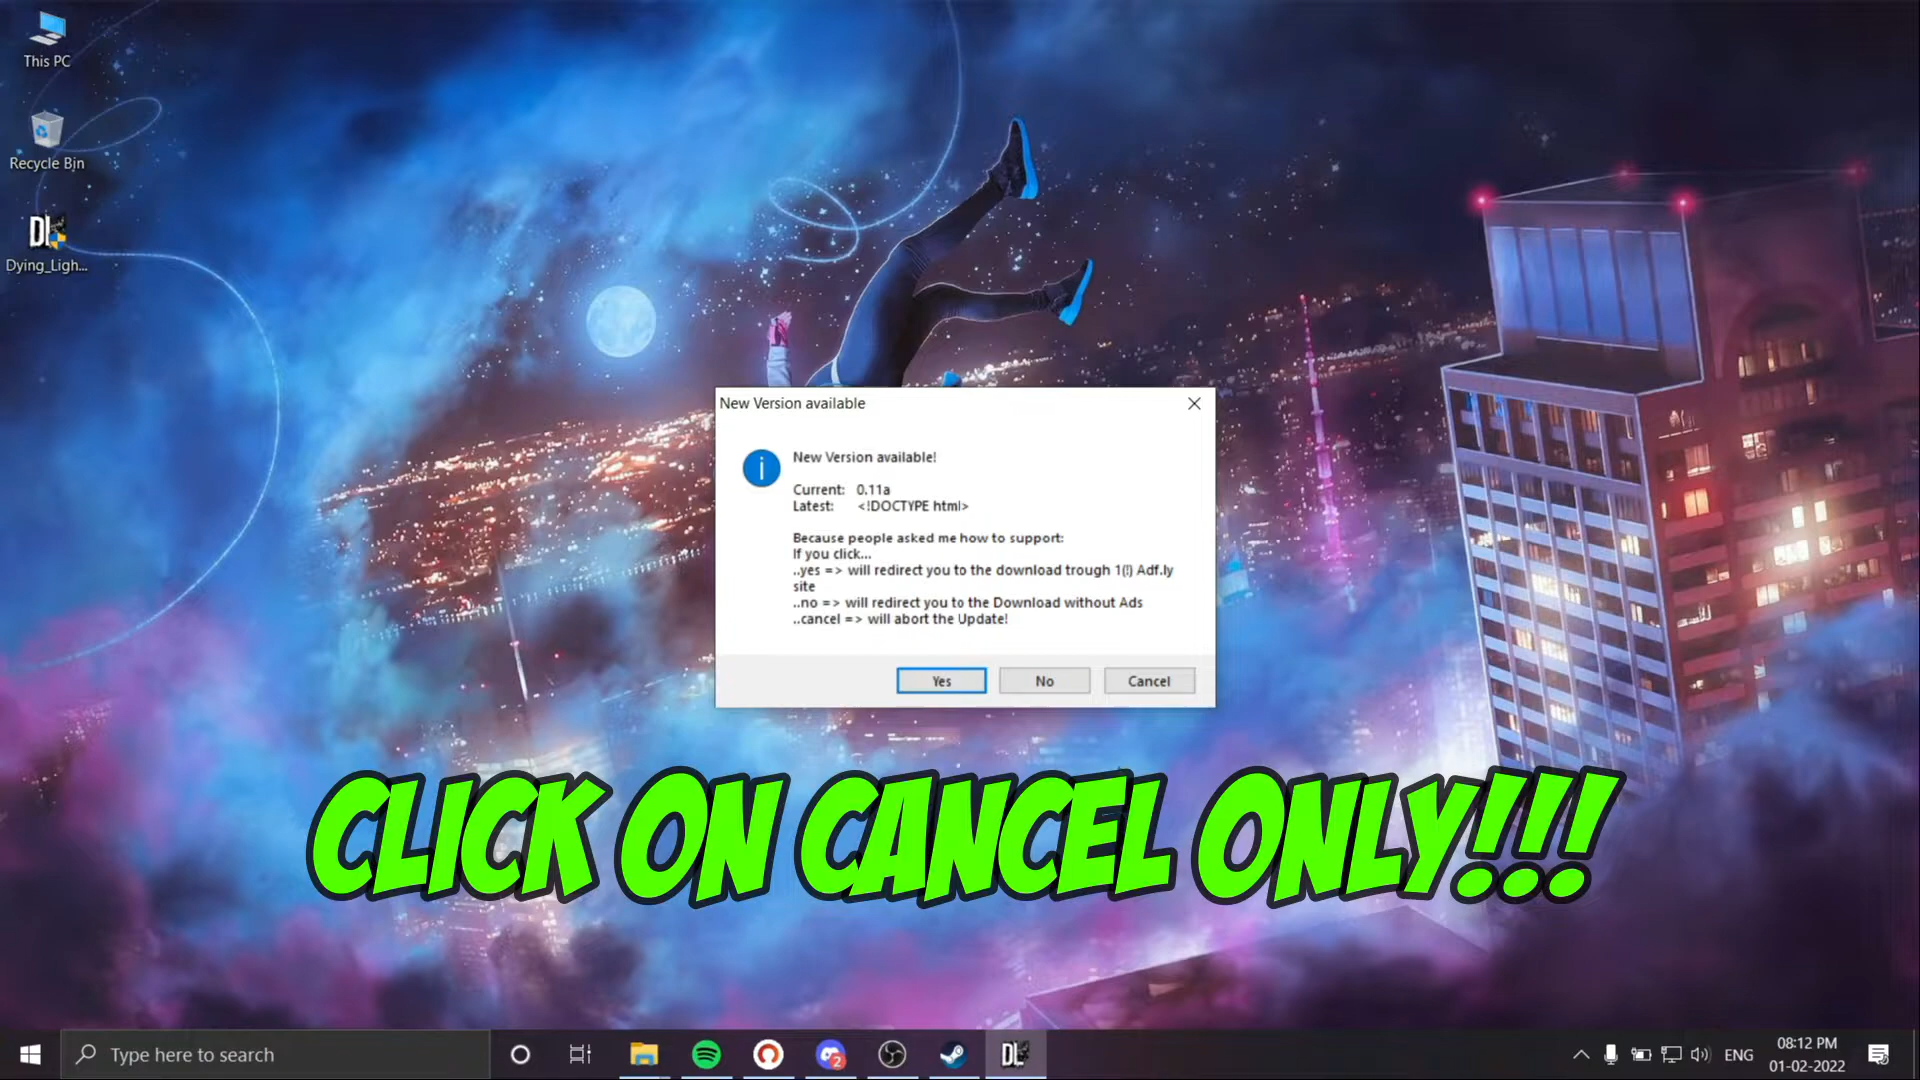 This PC
Recycle Bin
DL
Dying_Ligh...
New Version available
New Version available!
Current: 0.11a
Latest: <!DOCTYPE html>
Because people asked me how to support:
If you click...
..yes => will redirect you to the download trough 1(!) Adf.ly
site
..no => will redirect you to the Download without Ads
..cancel => will abort the Update!
Yes
No
Cancel
CLICK ON CANCEL ONLY!!!
Type here to search
2
DL
ENG
08:12 PM
01-02-2022